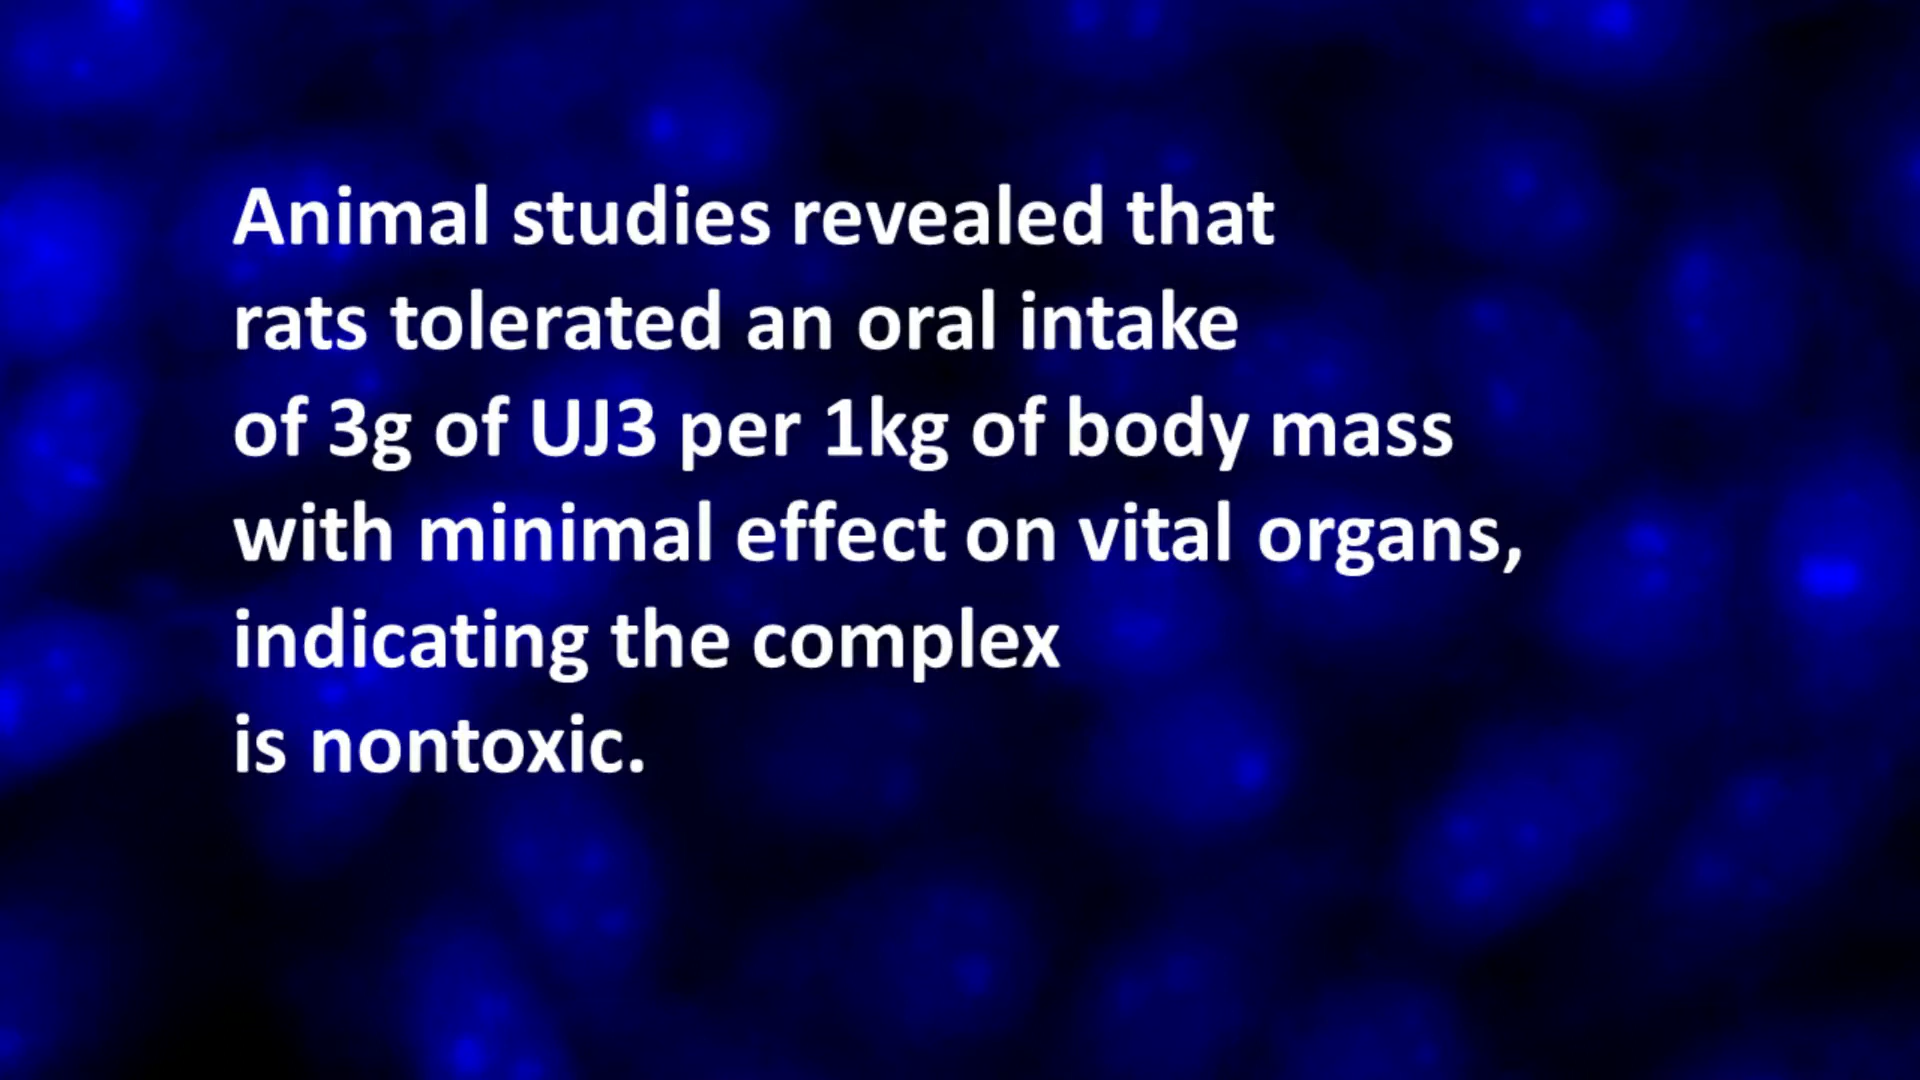 Animal studies revealed that
rats tolerated an oral intake
of 3g of UJ3 per 1kg of body mass
with minimal effect on vital organs,
indicating the complex
is nontoxic.